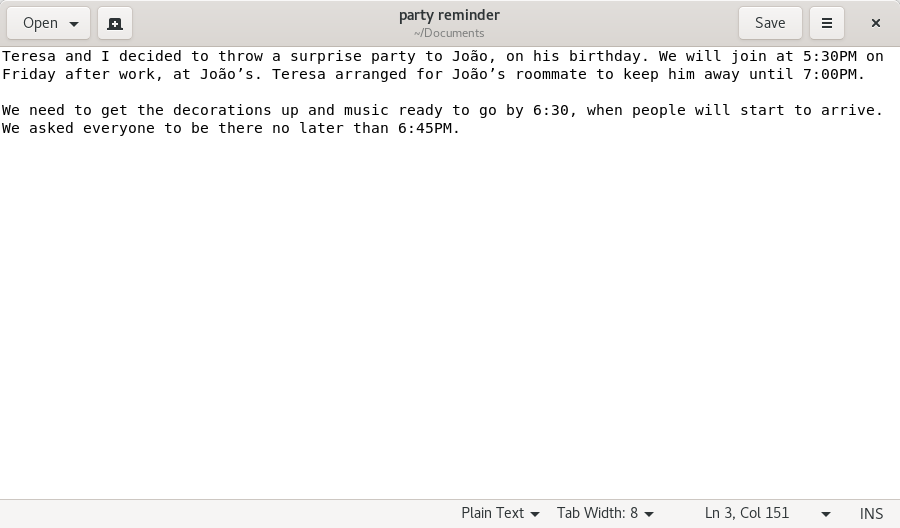 Open
party reminder
~/Documents
Save
Teresa and I decided to throw a surprise party to João, on his birthday. We will join at 5:30PM on
Friday after work, at João’s. Teresa arranged for João’s roommate to keep him away until 7:00PM.
We need to get the decorations up and music ready to go by 6:30, when people will start to arrive.
We asked everyone to be there no later than 6:45PM.
Plain Text
Tab Width: 8
Ln 3, Col 151
INS